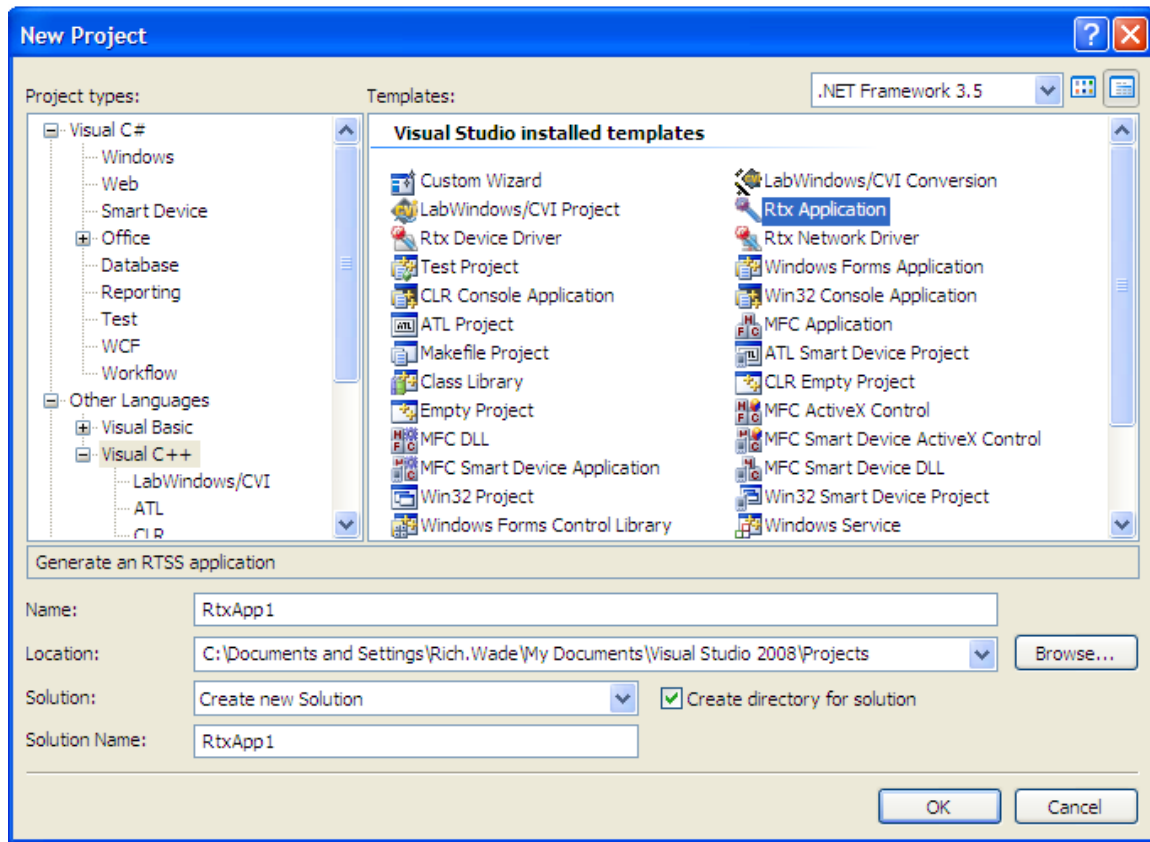 New Project
Project types:
Templates:
.NET Framework 3.5
Visual C#
Windows
Web
Smart Device
Office
Database
Reporting
Test
WCF
Workflow
Other Languages
Visual Basic
Visual C++
LabWindows/CVI
ATL
CLR
Visual Studio installed templates
Custom Wizard
LabWindows/CVI Conversion
LabWindows/CVI Project
Rtx Application
Rtx Device Driver
Rtx Network Driver
Test Project
Windows Forms Application
CLR Console Application
Win32 Console Application
ATL Project
MFC Application
Makefile Project
ATL Smart Device Project
Class Library
CLR Empty Project
Empty Project
MFC ActiveX Control
MFC DLL
MFC Smart Device ActiveX Control
MFC Smart Device Application
MFC Smart Device DLL
Win32 Project
Win32 Smart Device Project
Windows Forms Control Library
Windows Service
Generate an RTSS application
Name:
RtxApp1
Location:
C:\Documents and Settings\Rich.Wade\My Documents\Visual Studio 2008\Projects
Browse...
Solution:
Create new Solution
Create directory for solution
Solution Name:
RtxApp1
OK
Cancel